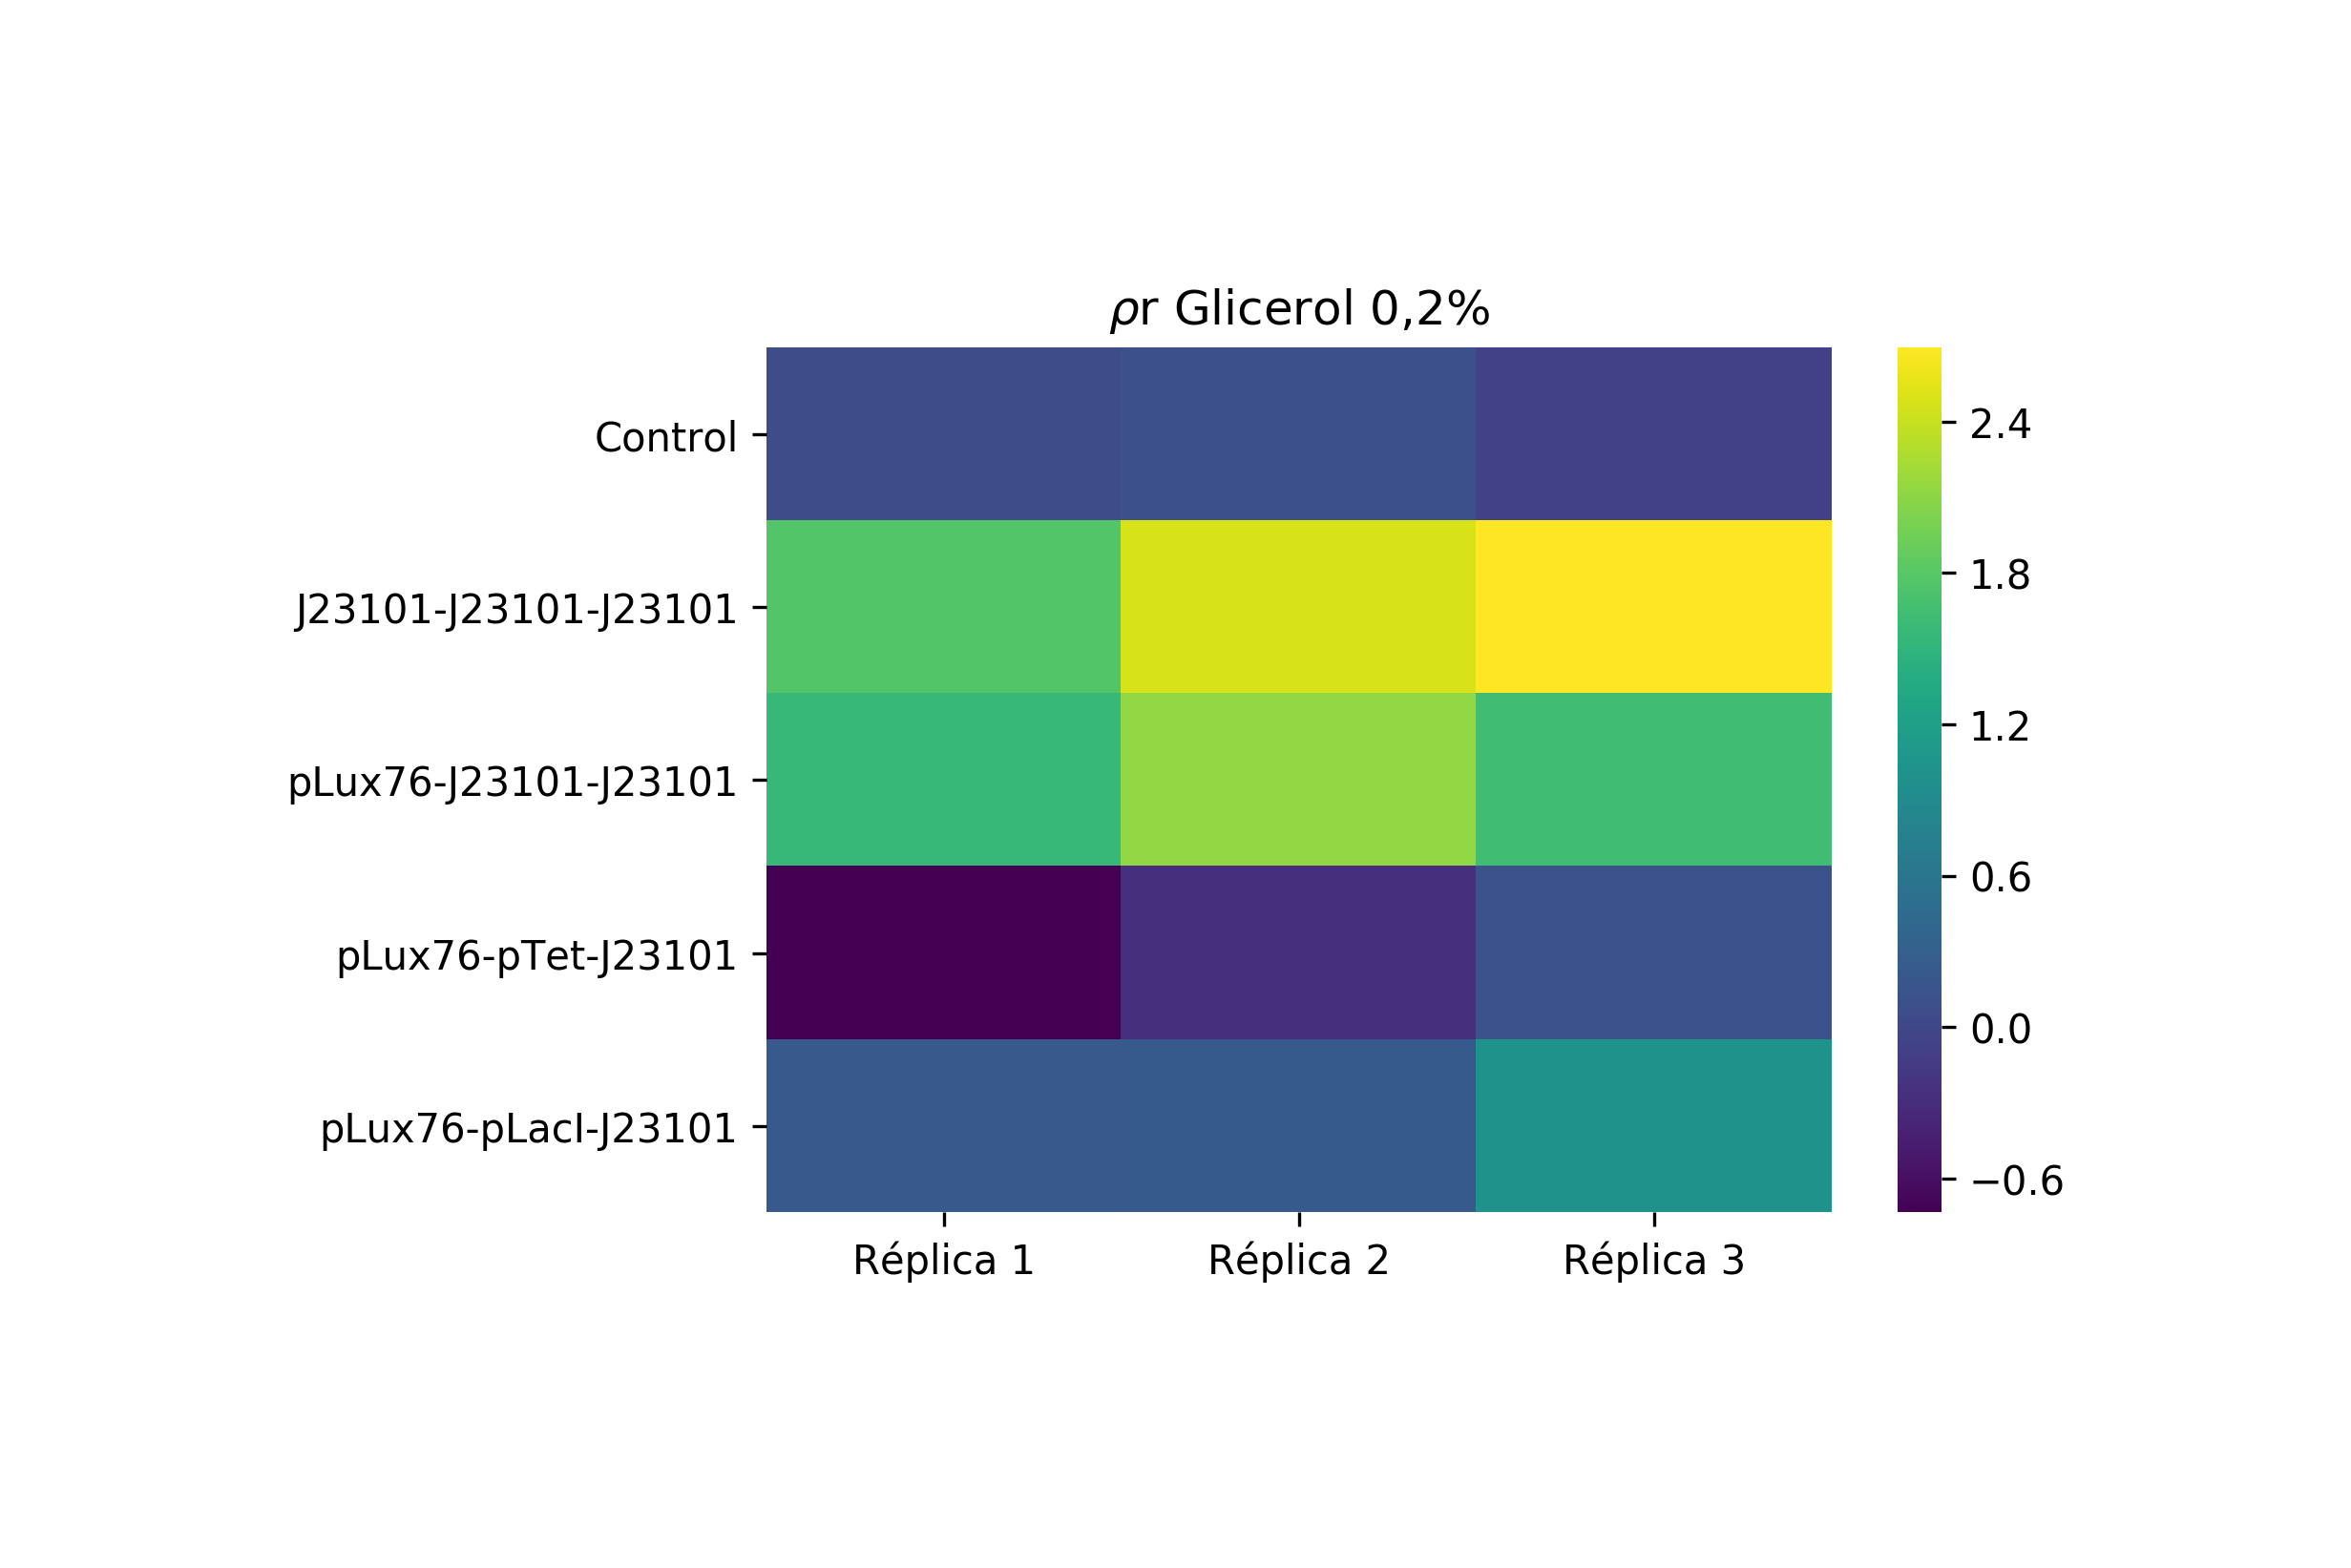 ρr Glicerol 0,2%
Control
J23101-J23101-J23101
pLux76-J23101-J23101
pLux76-pTet-J23101
pLux76-pLacI-J23101
Réplica 1 Réplica 2 Réplica 3
2.4
1.8
1.2
0.6
0.0
−0.6